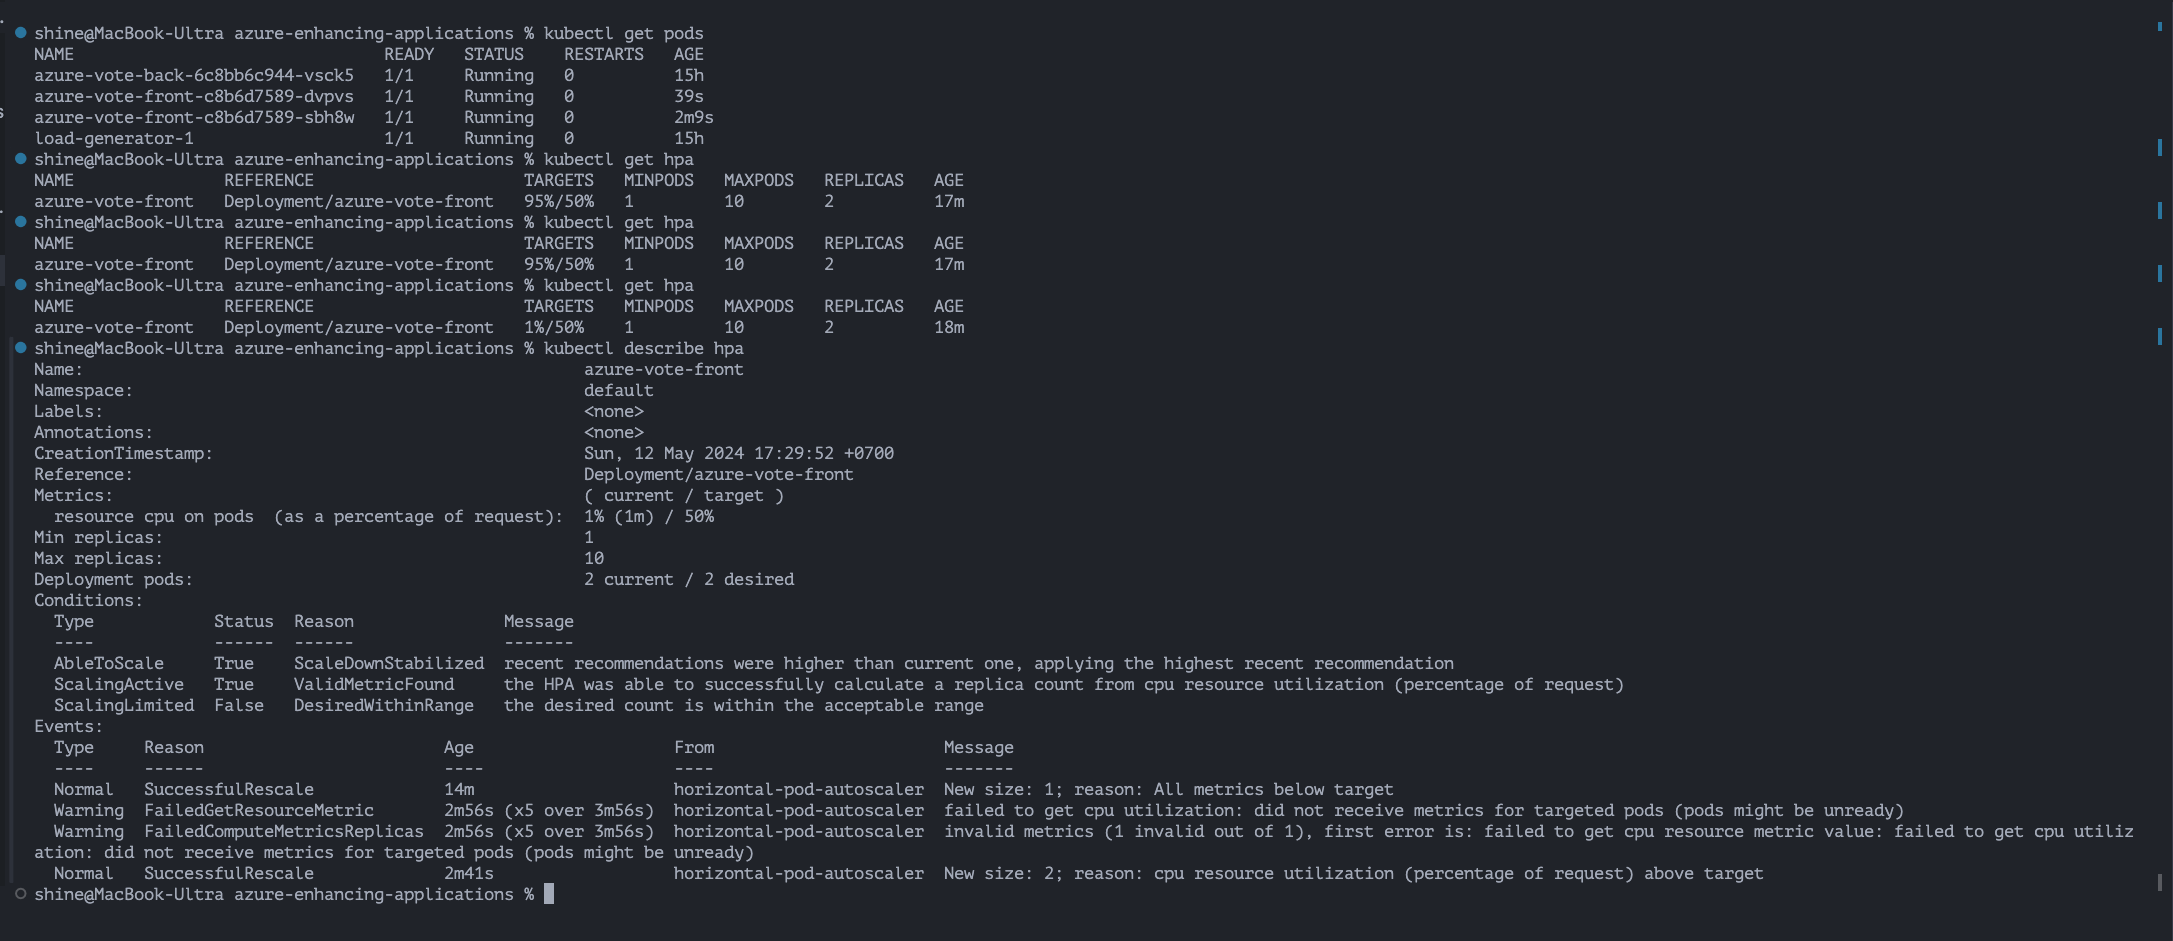 shine@MacBook-Ultra azure-enhancing-applications % kubectl get pods
NAME                               READY   STATUS    RESTARTS   AGE
azure-vote-back-6c8bb6c944-vsck5   1/1     Running   0          15h
azure-vote-front-c8b6d7589-dvpvs   1/1     Running   0          39s
azure-vote-front-c8b6d7589-sbh8w   1/1     Running   0          2m9s
load-generator-1                   1/1     Running   0          15h
shine@MacBook-Ultra azure-enhancing-applications % kubectl get hpa
NAME               REFERENCE                     TARGETS   MINPODS   MAXPODS   REPLICAS   AGE
azure-vote-front   Deployment/azure-vote-front   95%/50%   1         10        2          17m
shine@MacBook-Ultra azure-enhancing-applications % kubectl get hpa
NAME               REFERENCE                     TARGETS   MINPODS   MAXPODS   REPLICAS   AGE
azure-vote-front   Deployment/azure-vote-front   95%/50%   1         10        2          17m
shine@MacBook-Ultra azure-enhancing-applications % kubectl get hpa
NAME               REFERENCE                     TARGETS   MINPODS   MAXPODS   REPLICAS   AGE
azure-vote-front   Deployment/azure-vote-front   1%/50%    1         10        2          18m
shine@MacBook-Ultra azure-enhancing-applications % kubectl describe hpa
Name:                                                  azure-vote-front
Namespace:                                             default
Labels:                                                <none>
Annotations:                                           <none>
CreationTimestamp:                                     Sun, 12 May 2024 17:29:52 +0700
Reference:                                             Deployment/azure-vote-front
Metrics:                                               ( current / target )
  resource cpu on pods  (as a percentage of request):  1% (1m) / 50%
Min replicas:                                          1
Max replicas:                                          10
Deployment pods:                                       2 current / 2 desired
Conditions:
  Type            Status  Reason               Message
  ----            ------  ------               -------
  AbleToScale     True    ScaleDownStabilized  recent recommendations were higher than current one, applying the highest recent recommendation
  ScalingActive   True    ValidMetricFound     the HPA was able to successfully calculate a replica count from cpu resource utilization (percentage of request)
  ScalingLimited  False   DesiredWithinRange   the desired count is within the acceptable range
Events:
  Type     Reason                        Age                    From                       Message
  ----     ------                        ----                   ----                       -------
  Normal   SuccessfulRescale             14m                    horizontal-pod-autoscaler  New size: 1; reason: All metrics below target
  Warning  FailedGetResourceMetric       2m56s (x5 over 3m56s)  horizontal-pod-autoscaler  failed to get cpu utilization: did not receive metrics for targeted pods (pods might be unready)
  Warning  FailedComputeMetricsReplicas  2m56s (x5 over 3m56s)  horizontal-pod-autoscaler  invalid metrics (1 invalid out of 1), first error is: failed to get cpu resource metric value: failed to get cpu utiliz
ation: did not receive metrics for targeted pods (pods might be unready)
  Normal   SuccessfulRescale             2m41s                  horizontal-pod-autoscaler  New size: 2; reason: cpu resource utilization (percentage of request) above target
shine@MacBook-Ultra azure-enhancing-applications %